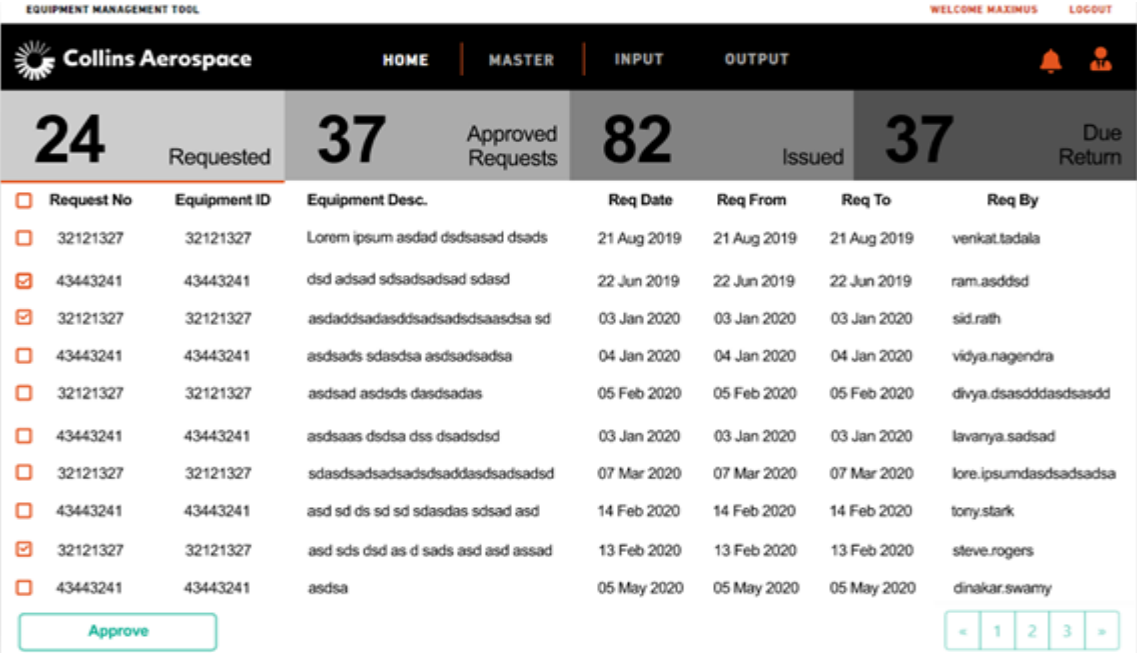 EQUIPMENT MANAGEMENT TOOL WELCOME MAXIMUS LOGOUT
Collins Aerospace HOME MASTER INPUT OUTPUT
24 Requested 37 Approved Requests 82 Issued 37 Due Return
Request No Equipment ID Equipment Desc. Req Date Req From Req To Req By
32121327 32121327 Lorem ipsum asdad dsdsasad dsads 21 Aug 2019 21 Aug 2019 21 Aug 2019 venkat.tadala
43443241 43443241 dsd adsad sdsadsadsad sdasd 22 Jun 2019 22 Jun 2019 22 Jun 2019 ram.asddsd
32121327 32121327 asdaddsadasddsadsadsdsaasdsa sd 03 Jan 2020 03 Jan 2020 03 Jan 2020 sid.rath
43443241 43443241 asdsads sdasdsa asdsadsadsa 04 Jan 2020 04 Jan 2020 04 Jan 2020 vidya.nagendra
32121327 32121327 asdsad asdsds dasdsadas 05 Feb 2020 05 Feb 2020 05 Feb 2020 divya.dsasdddasdsasdd
43443241 43443241 asdsaas dsdsa dss dsadsdsd 03 Jan 2020 03 Jan 2020 03 Jan 2020 lavanya.sadsad
32121327 32121327 sdasdsadsadsadsdsaddasdsadsadsd 07 Mar 2020 07 Mar 2020 07 Mar 2020 lore.ipsumdasdsadsadsa
43443241 43443241 asd sd ds sd sd sdasdas sdsad asd 14 Feb 2020 14 Feb 2020 14 Feb 2020 tony.stark
32121327 32121327 asd sds dsd as d sads asd asd assad 13 Feb 2020 13 Feb 2020 13 Feb 2020 steve.rogers
43443241 43443241 asdsa 05 May 2020 05 May 2020 05 May 2020 dinakar.swamy
Approve « 1 2 3 »